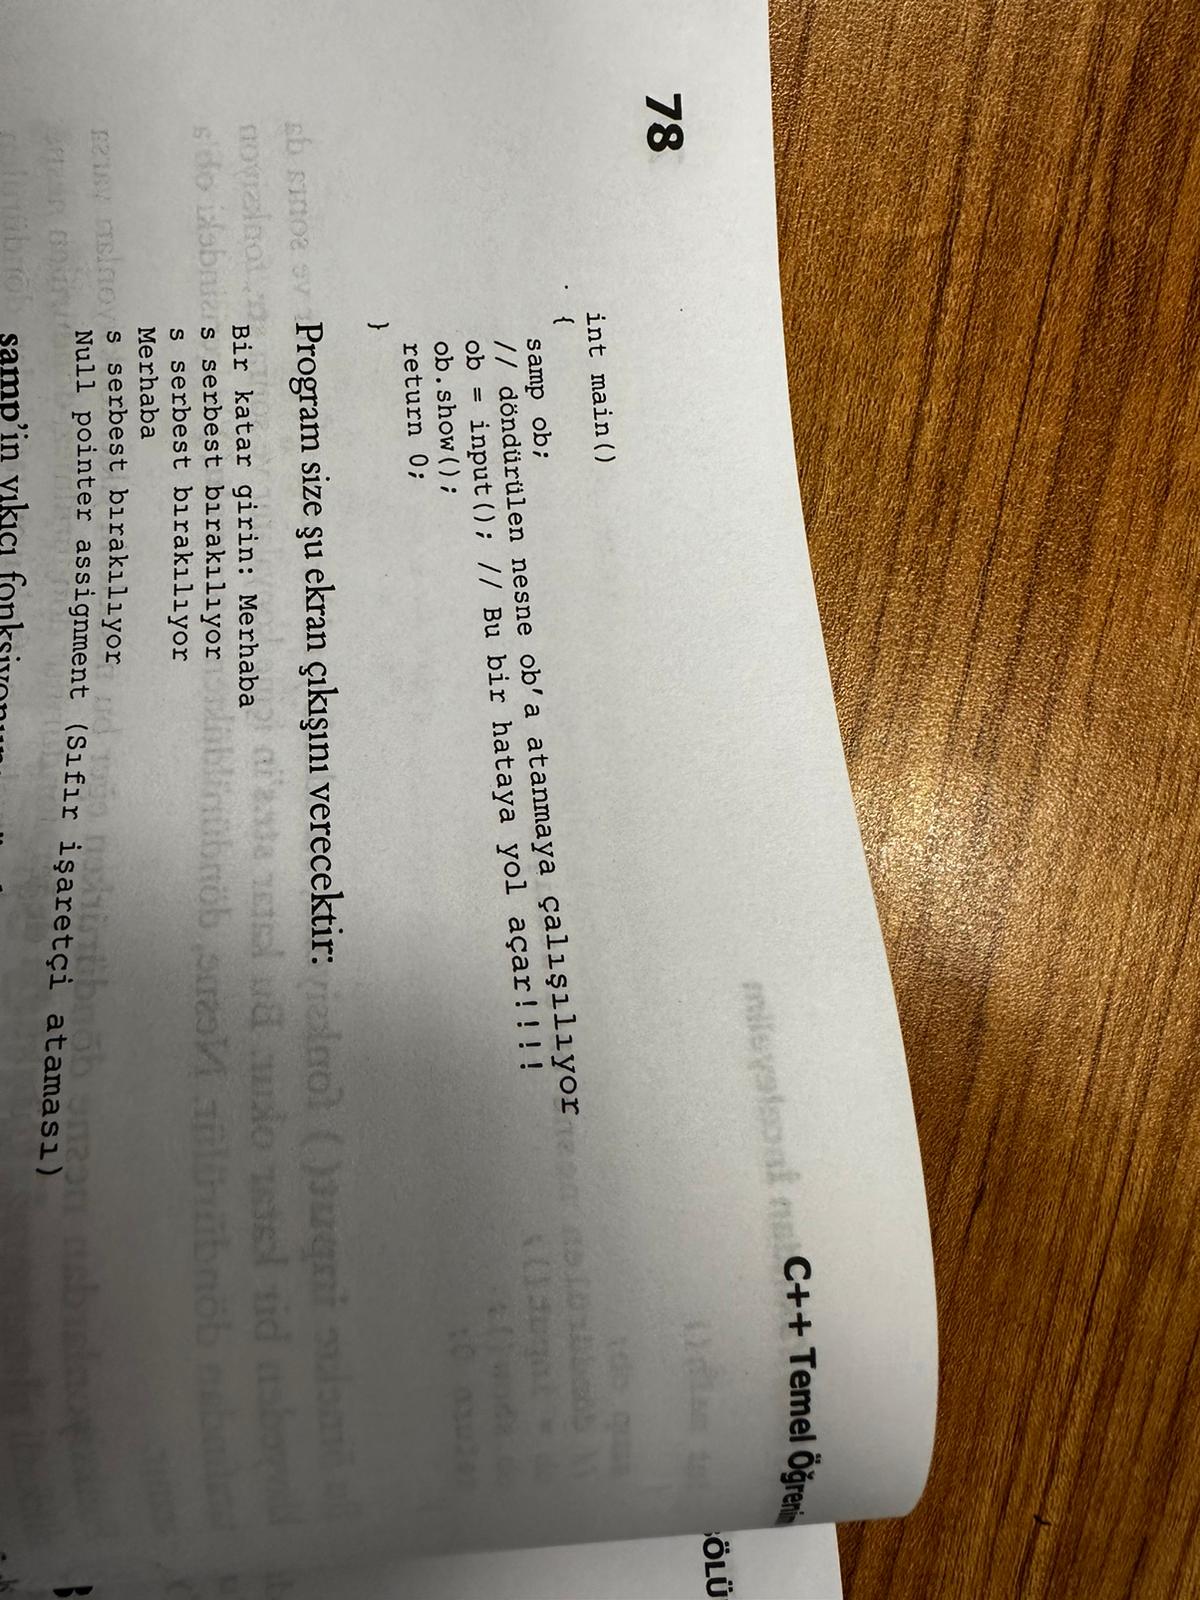 C++ Temel Öğrenim
BÖLÜ
78
int main()
{
samp ob;
// döndürülen nesne ob'a atanmaya çalışılıyor
ob = input(); // Bu bir hataya yol açar!!!!
ob.show();
return 0;
}
Program size şu ekran çıkışını verecektir:
Bir katar girin: Merhaba
s serbest bırakılıyor
s serbest bırakılıyor
Merhaba
s serbest bırakılıyor
Null pointer assignment (Sıfır işaretçi ataması)
samp'in yıkıcı